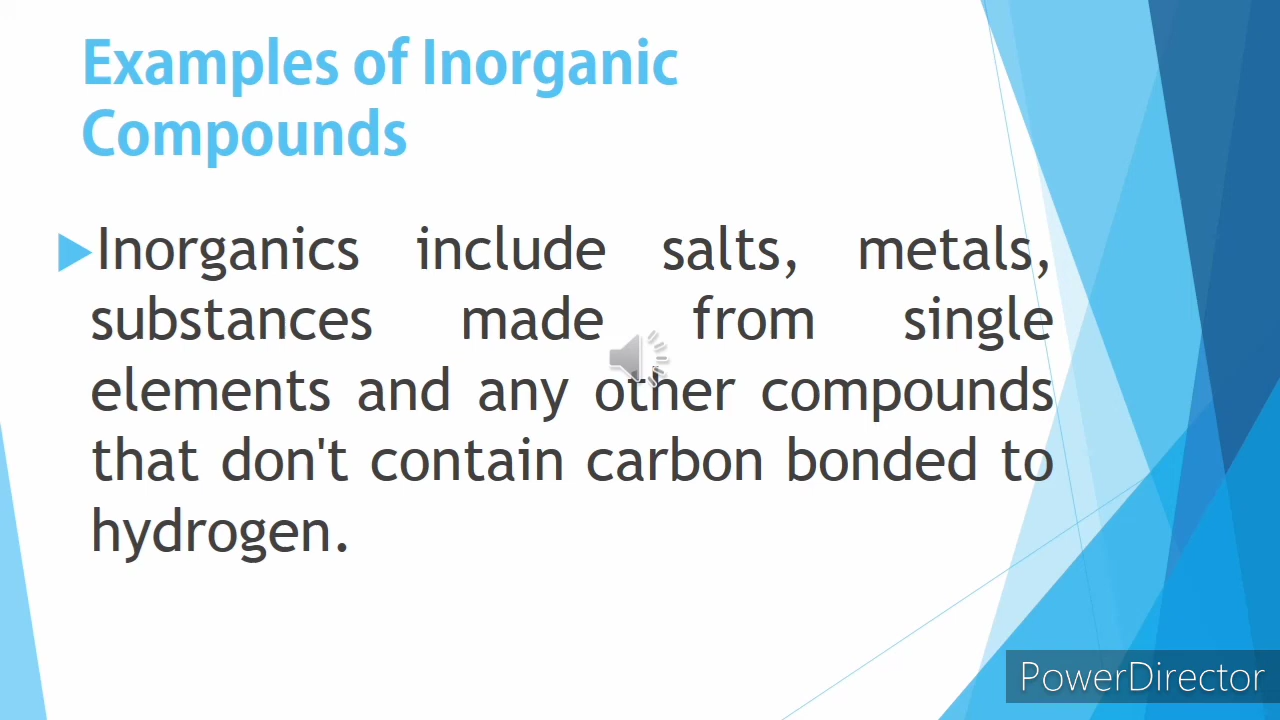 Examples of Inorganic
Compounds
Inorganics include salts, metals,
substances made from single
elements and any other compounds
that don't contain carbon bonded to
hydrogen.
PowerDirector